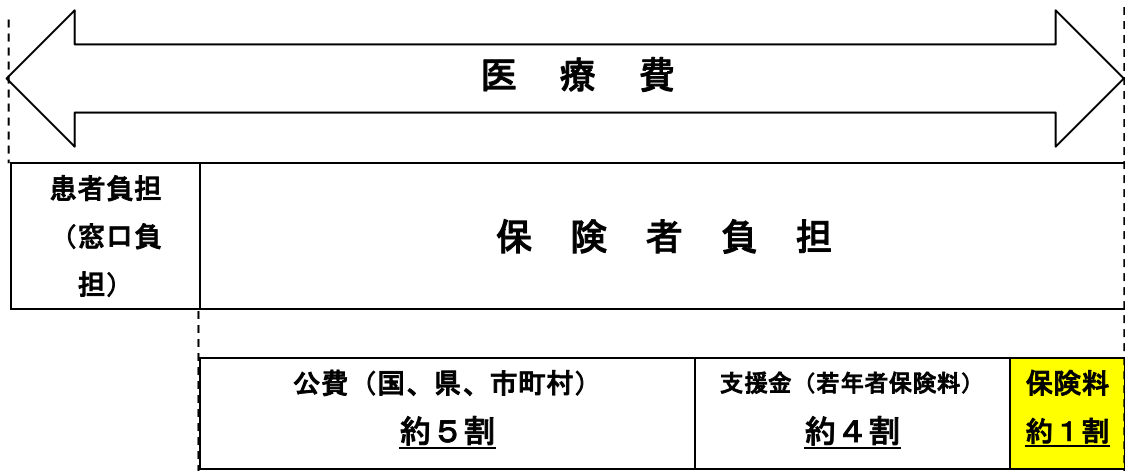 医　療　費
患者負担
（窓口負
担）
保　険　者　負　担
公費（国、県、市町村）
約５割
支援金（若年者保険料）
約４割
保険料
約１割